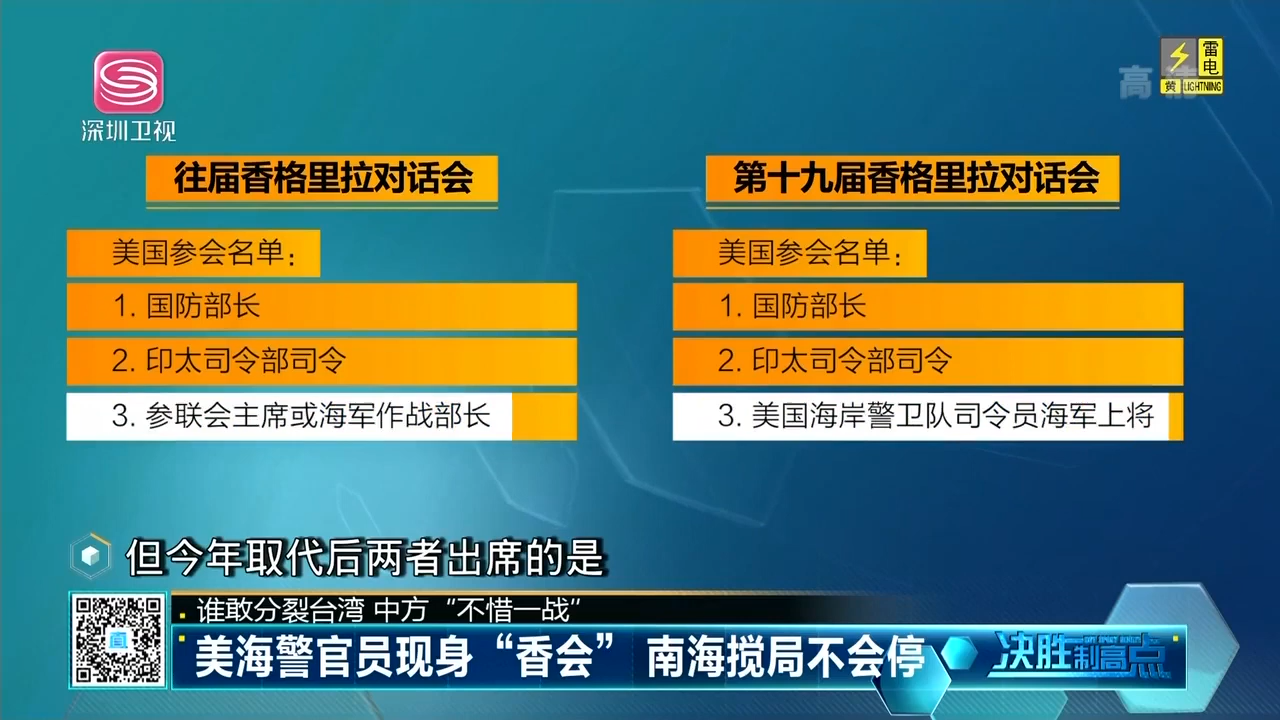 深圳卫视
高清
雷电
黄 LIGHTNING
往届香格里拉对话会
美国参会名单：
1. 国防部长
2. 印太司令部司令
3. 参联会主席或海军作战部长
第十九届香格里拉对话会
美国参会名单：
1. 国防部长
2. 印太司令部司令
3. 美国海岸警卫队司令员海军上将
但今年取代后两者出席的是
谁敢分裂台湾 中方“不惜一战”
美海警官员现身“香会” 南海搅局不会停
决胜制高点
直